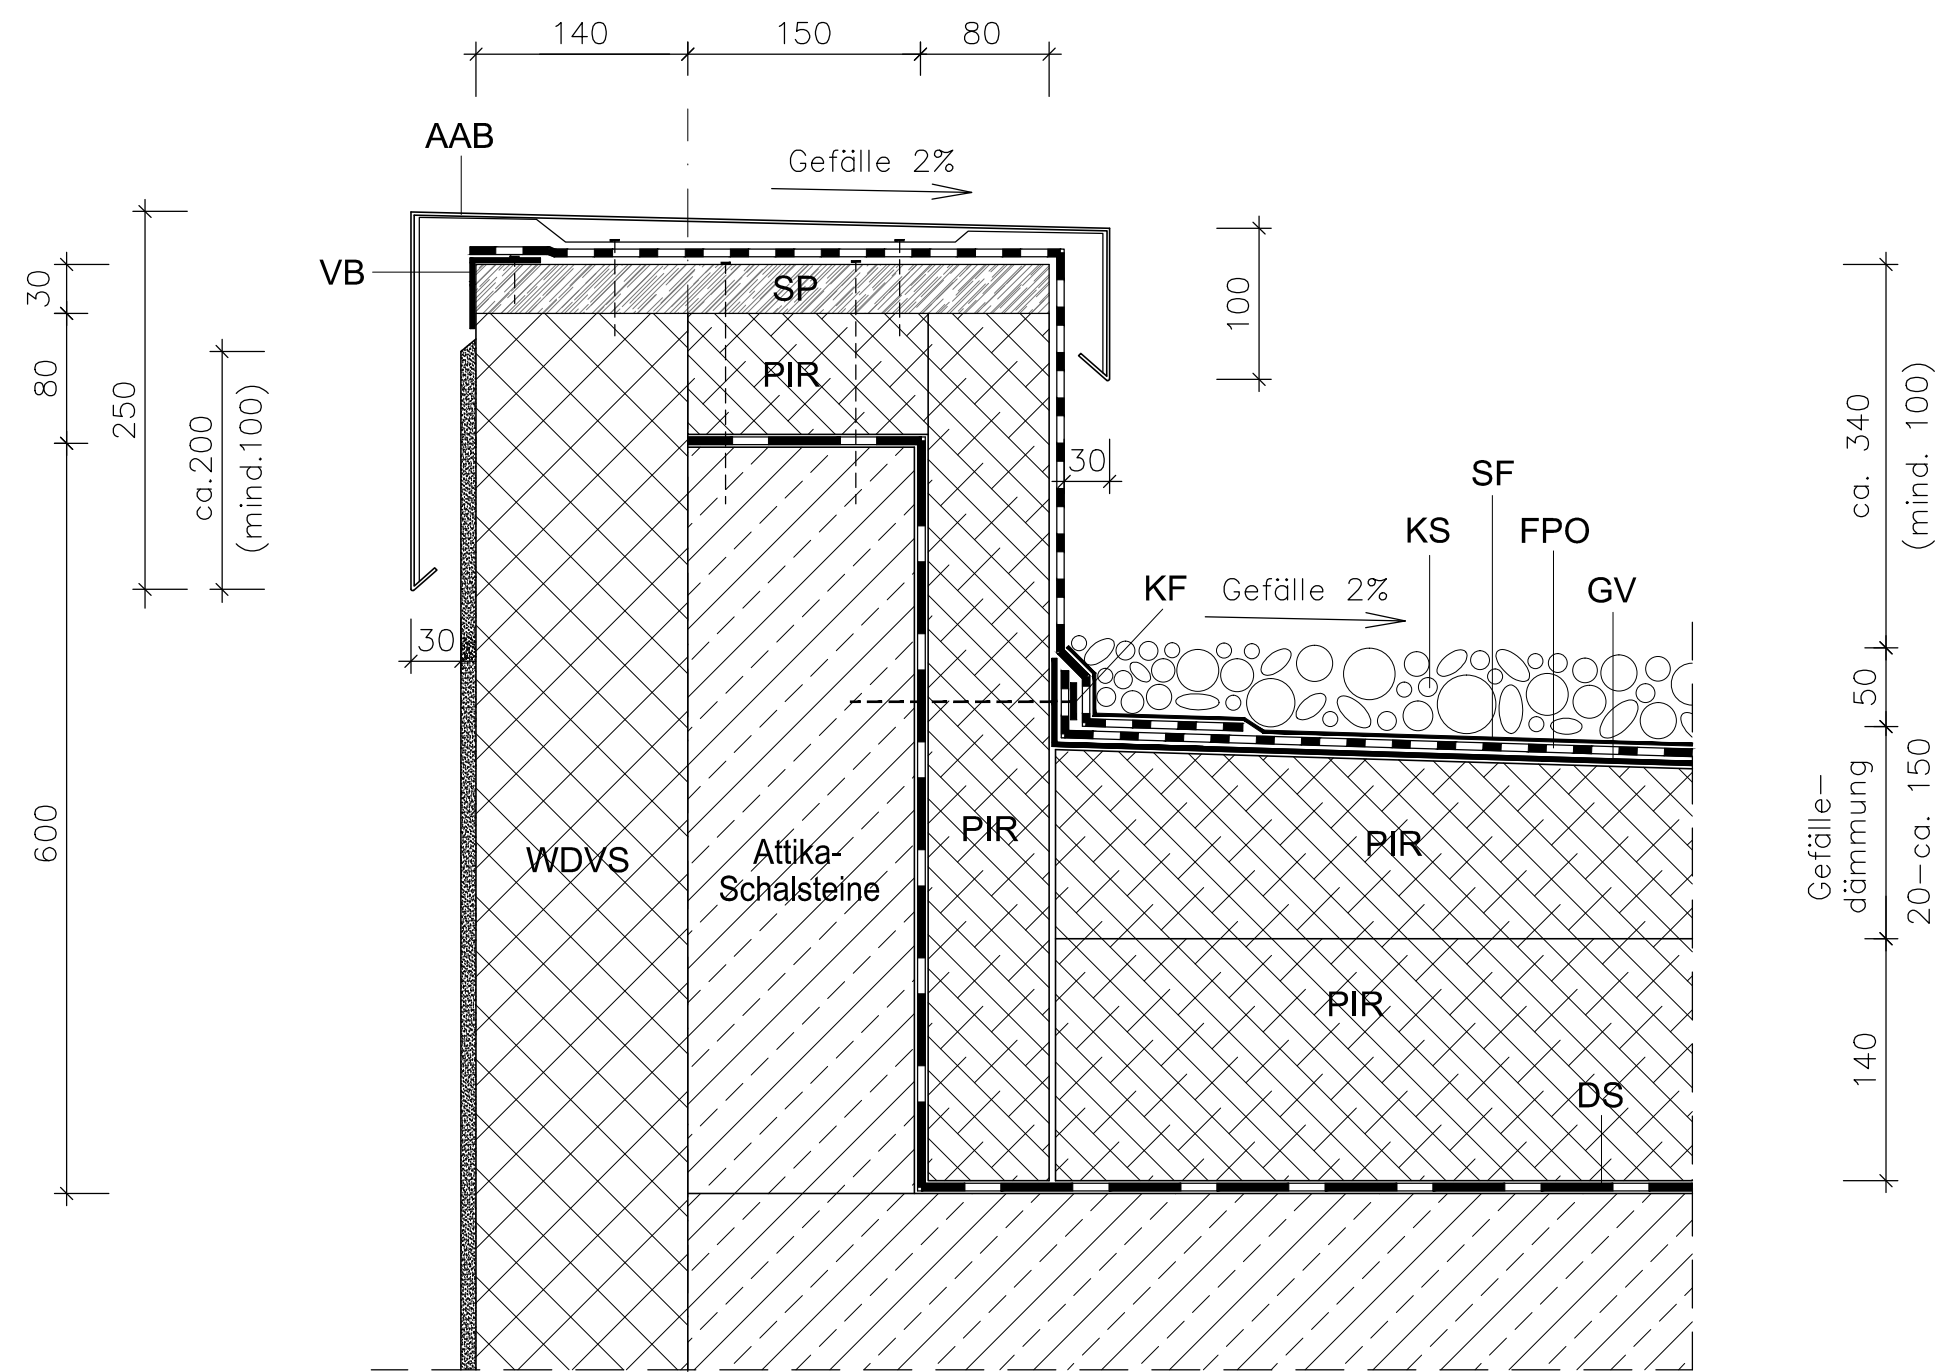 140
150
80
AAB
Gefälle 2%
VB
SP
30
80
250
ca.200
(mind.100)
100
PIR
30
ca. 340
(mind. 100)
SF
KS
FPO
KF
Gefälle 2%
GV
30
50
600
WDVS
Attika-
Schalsteine
PIR
PIR
Gefälle-
dämmung
20-ca. 150
PIR
140
DS